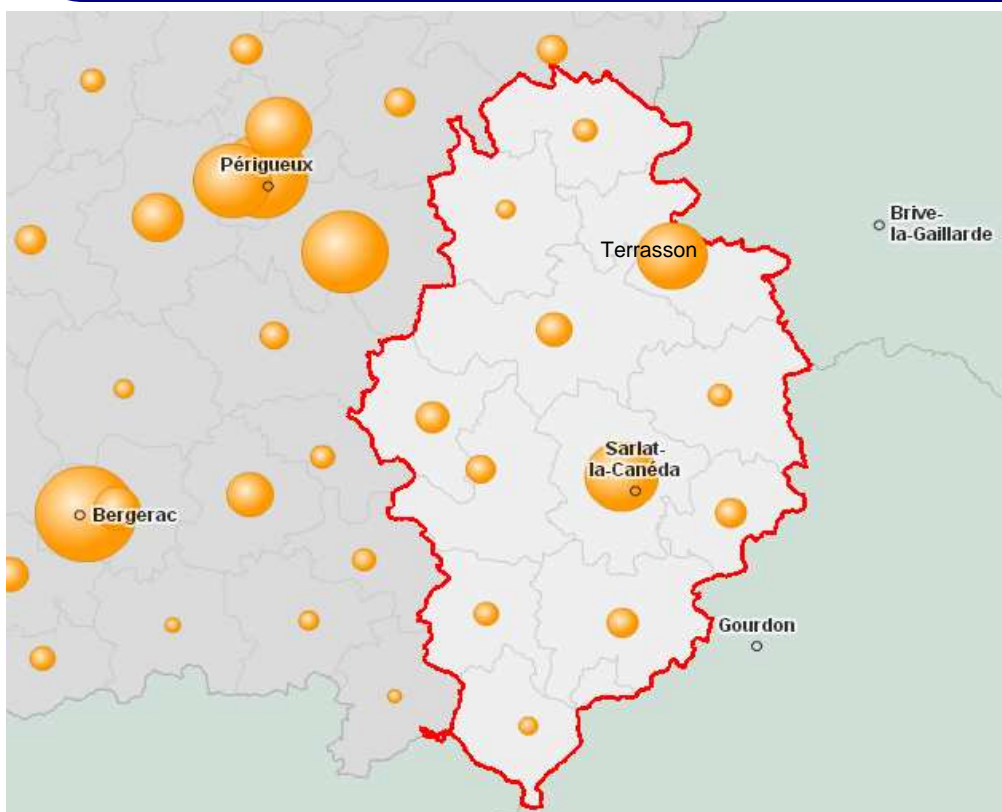 Périgueux
Brive-
la-Gaillarde
Terrasson
Sarlat-
la-Canéda
Bergerac
Gourdon